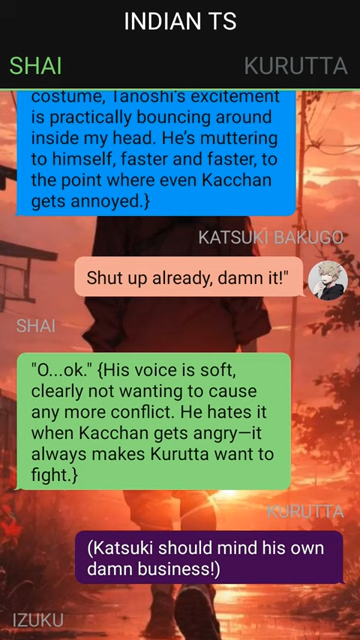 INDIAN TS
SHAI
KURUTTA
costume, Tanoshi's excitement
is practically bouncing around
inside my head. He's muttering
to himself, faster and faster, to
the point where even Kacchan
gets annoyed.}
KATSUKI BAKUGO
Shut up already, damn it!"
SHAI
"O...ok." {His voice is soft,
clearly not wanting to cause
any more conflict. He hates it
when Kacchan gets angry—it
always makes Kurutta want to
fight.}
KURUTTA
(Katsuki should mind his own
damn business!)
IZUKU